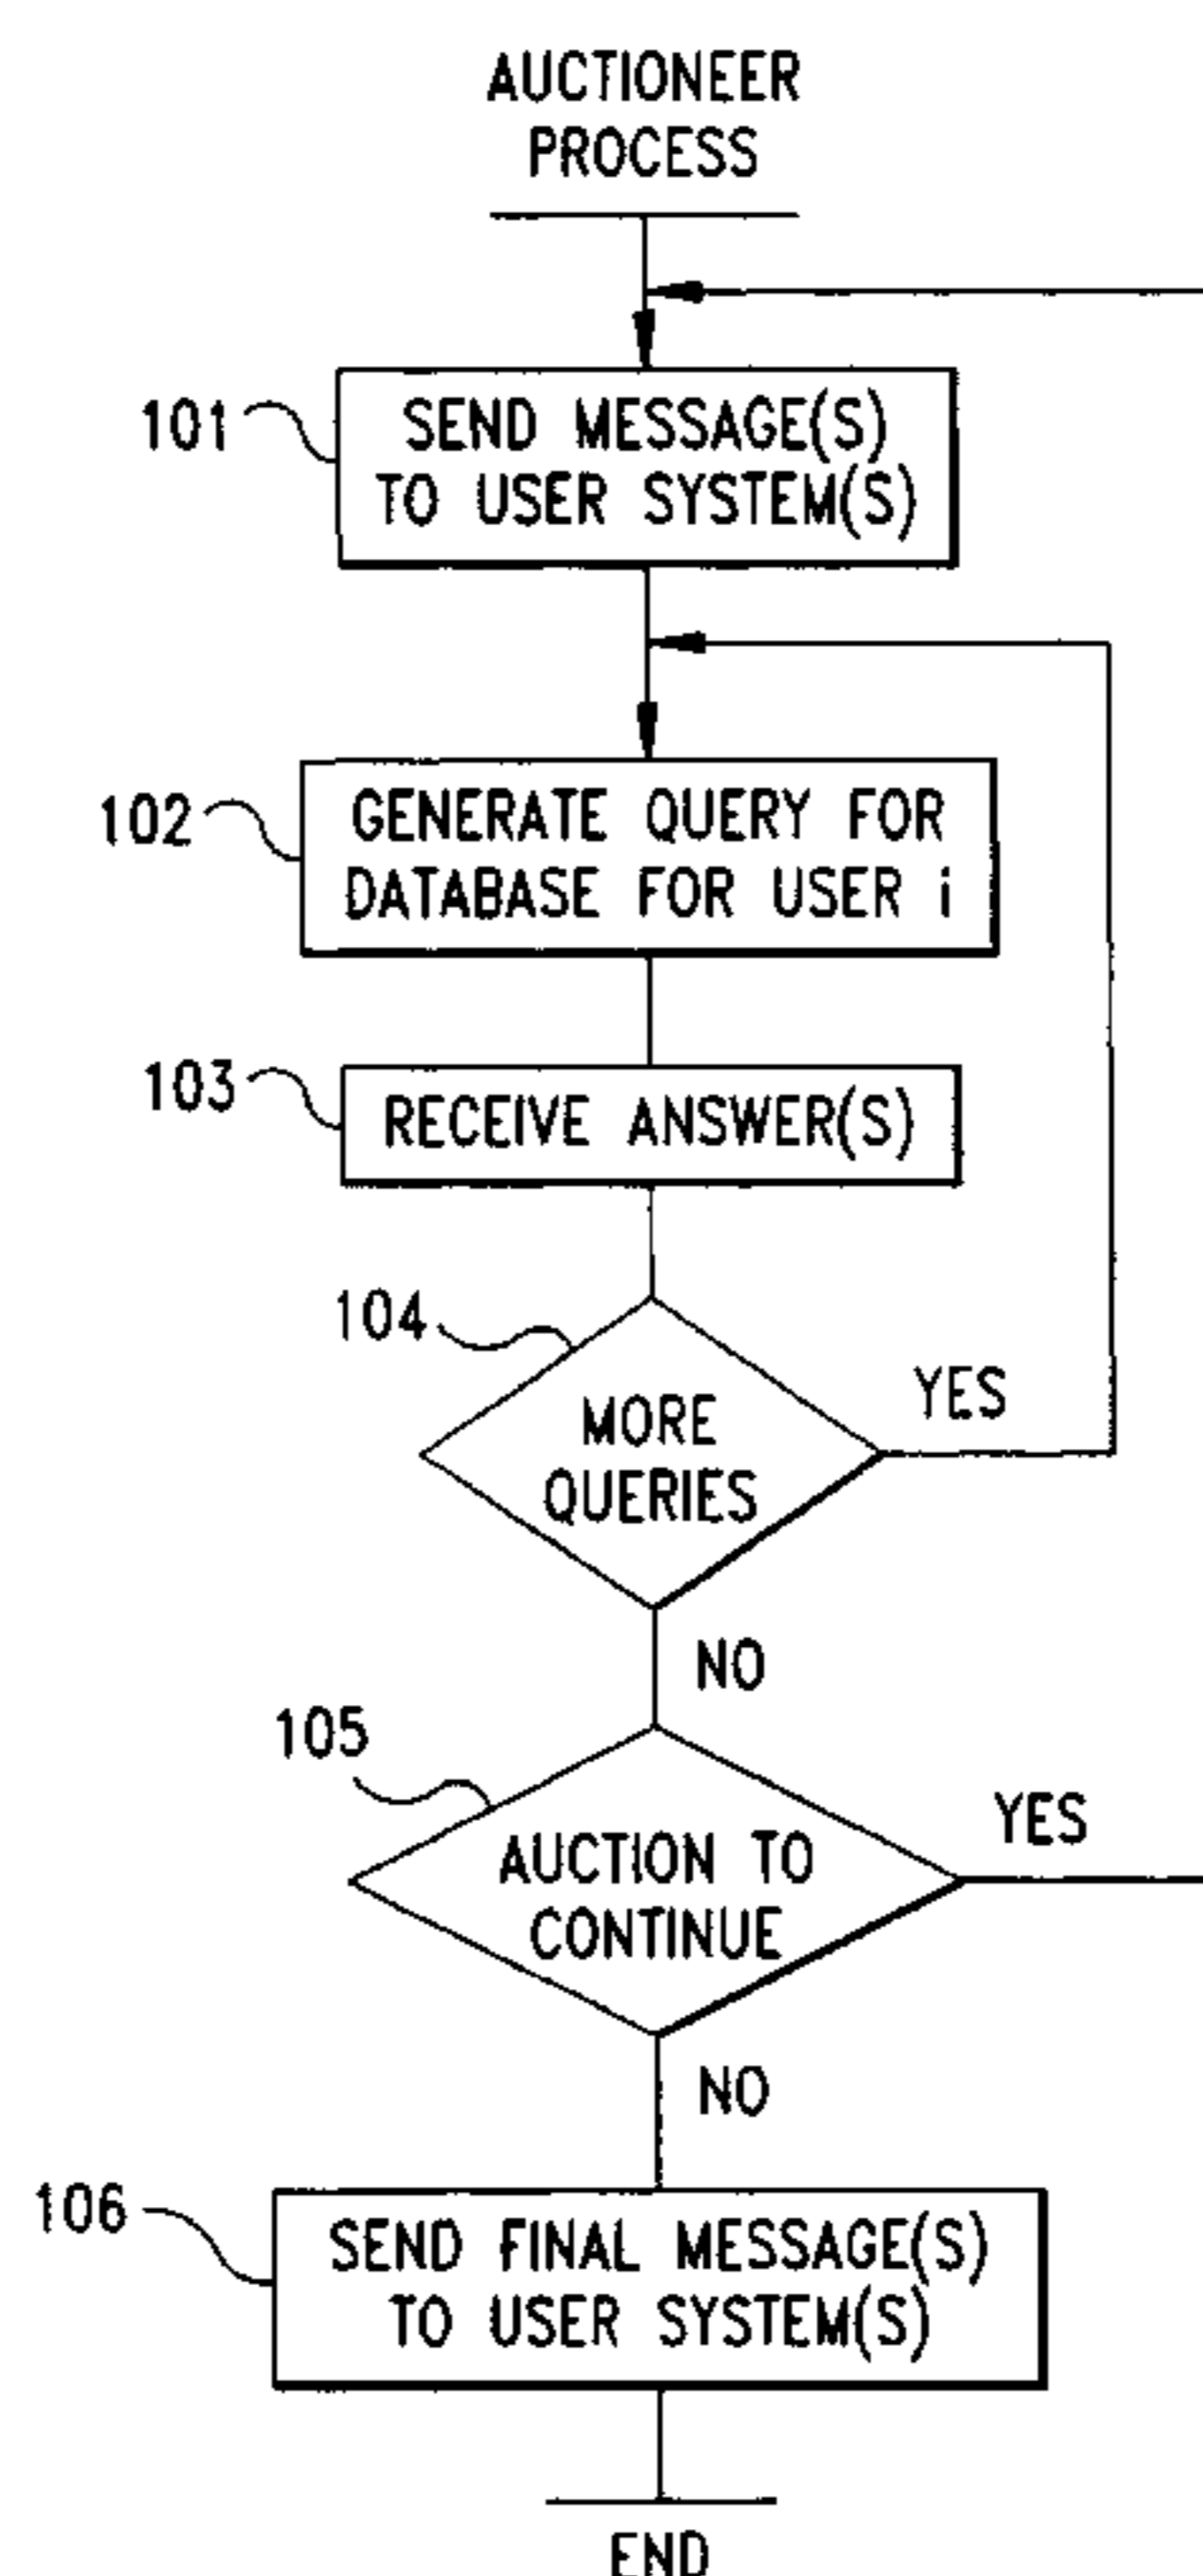 AUCTIONEER
PROCESS
101
SEND MESSAGE(S)
TO USER SYSTEM(S)
102
GENERATE QUERY FOR
DATABASE FOR USER i
103
RECEIVE ANSWER(S)
104
MORE
QUERIES
YES
NO
105
AUCTION TO
CONTINUE
YES
NO
106
SEND FINAL MESSAGE(S)
TO USER SYSTEM(S)
END